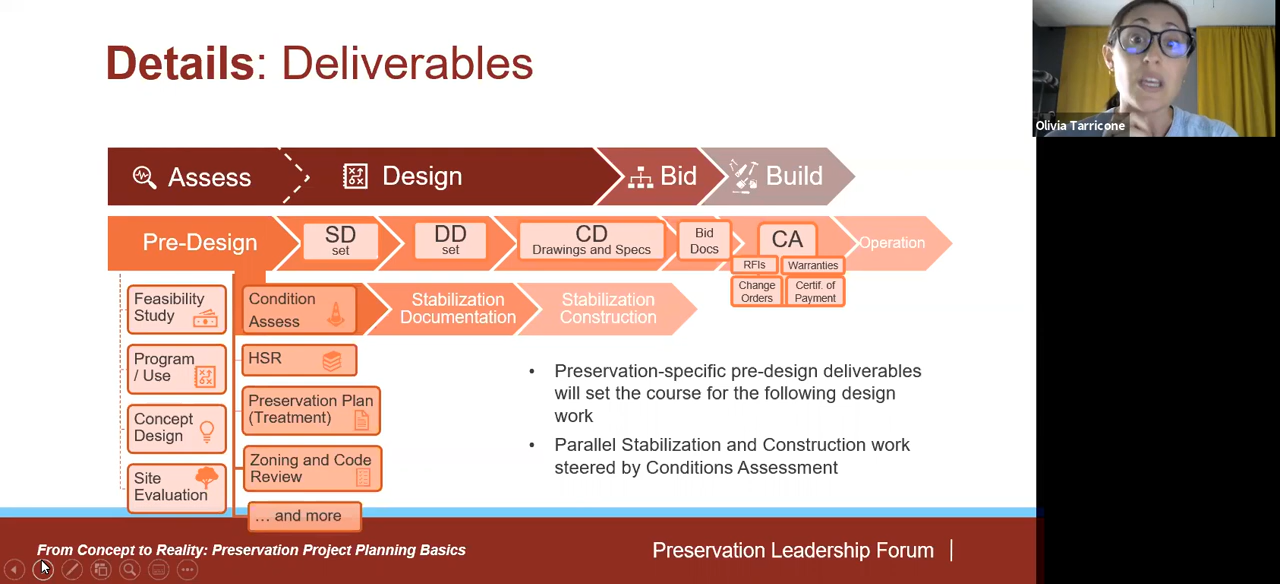 Details: Deliverables
Olivia Tarricone
Assess
Design
Bid
Build
Pre-Design
SD
set
DD
set
CD
Drawings and Specs
Bid
Docs
CA
RFIs
Warranties
Change
Orders
Certif. of
Payment
Operation
Feasibility
Study
Program
/ Use
Concept
Design
Site
Evaluation
Condition
Assess
HSR
Preservation Plan
(Treatment)
Zoning and Code
Review
… and more
Stabilization
Documentation
Stabilization
Construction
• Preservation-specific pre-design deliverables
will set the course for the following design
work
• Parallel Stabilization and Construction work
steered by Conditions Assessment
From Concept to Reality: Preservation Project Planning Basics
Preservation Leadership Forum